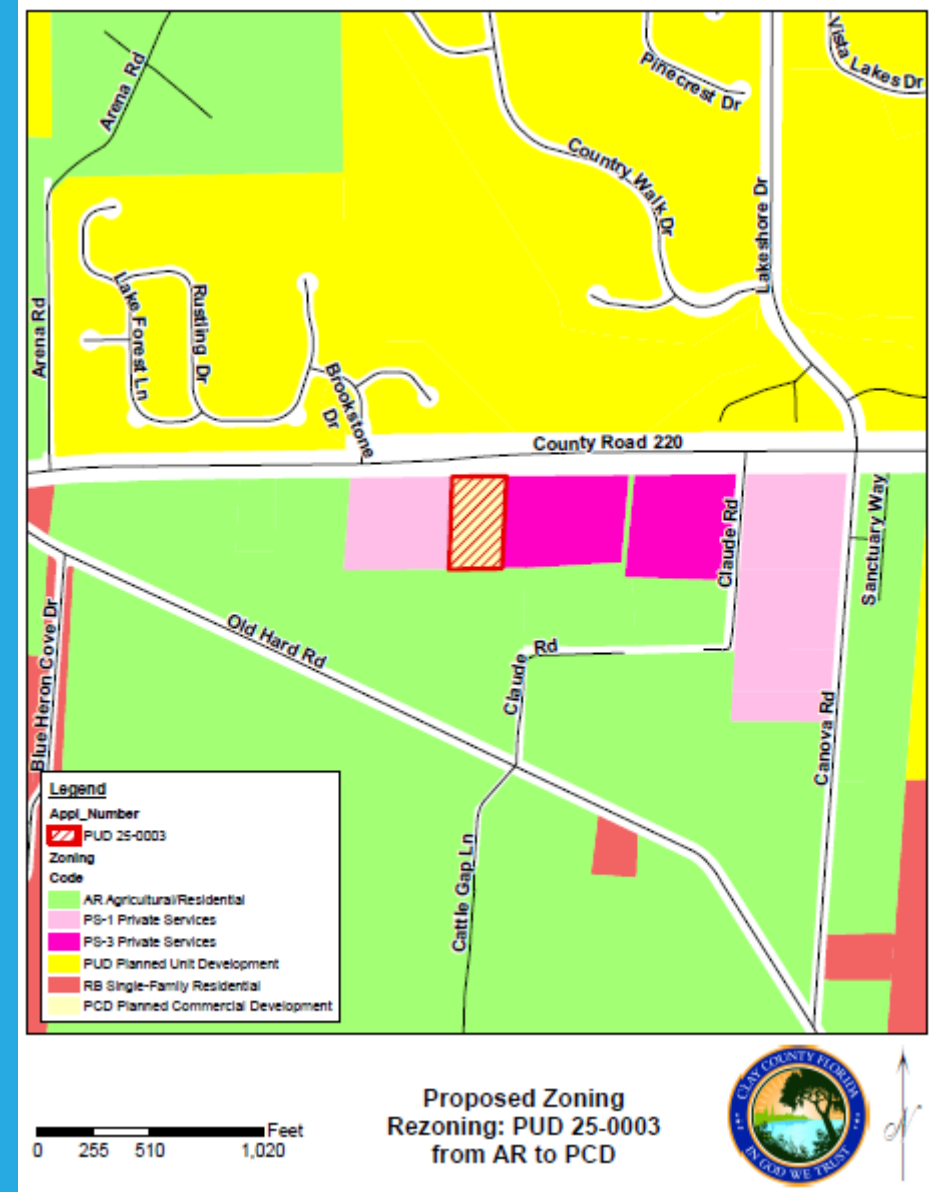 Arena Rd
Pinecrest Dr
Vista Lakes Dr
Country Walk Dr
Lakeshore Dr
Arena Rd
Lake Forest Ln
Rustling Dr
Brookstone
Dr
County Road 220
Claude Rd
Sanctuary Way
Old Hard Rd
Claude
Rd
Blue Heron Cove Dr
Canova Rd
Cattle Gap Ln
Legend
Appl_Number
PUD 25-0003
Zoning
Code
AR Agricultural/Residential
PS-1 Private Services
PS-3 Private Services
PUD Planned Unit Development
RB Single-Family Residential
PCD Planned Commercial Development
0 255 510 1,020
Feet
Proposed Zoning
Rezoning: PUD 25-0003
from AR to PCD
CLAY COUNTY FLORIDA
IN GOD WE TRUST
N